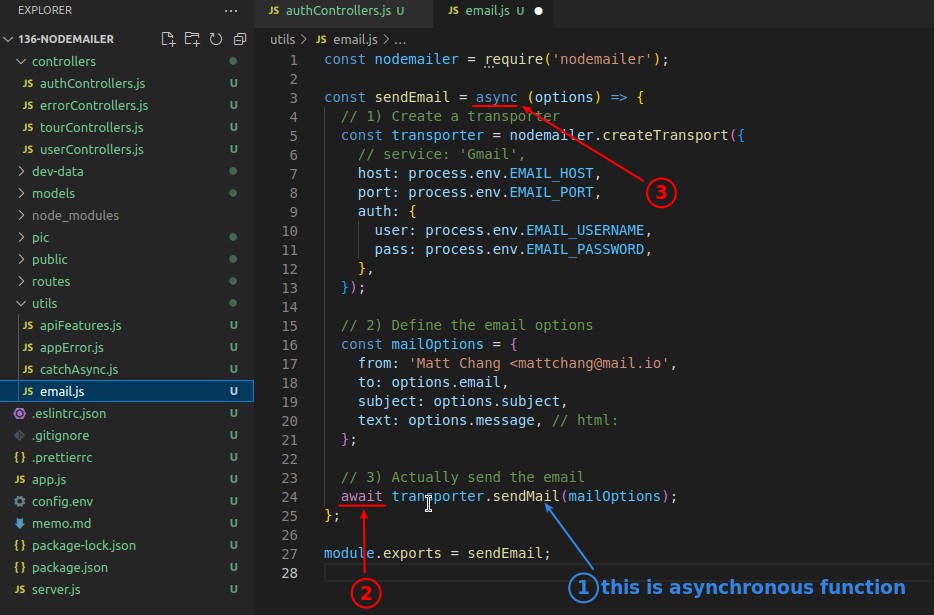 EXPLORER ...
136-NODEMAILER
controllers
JS authControllers.js U
JS errorControllers.js U
JS tourControllers.js U
JS userControllers.js U
dev-data
models
node_modules
pic
public
routes
utils
JS apiFeatures.js U
JS appError.js U
JS catchAsync.js U
JS email.js U
.eslintrc.json U
.gitignore U
{} .prettierrc U
JS app.js U
config.env U
memo.md U
{} package-lock.json U
{} package.json U
JS server.js U
JS authControllers.js U
JS email.js U ●
utils > JS email.js > ...
1 const nodemailer = require('nodemailer');
2
3 const sendEmail = async (options) => {
4 // 1) Create a transporter
5 const transporter = nodemailer.createTransport({
6 // service: 'Gmail',
7 host: process.env.EMAIL_HOST,
8 port: process.env.EMAIL_PORT,
9 auth: {
10 user: process.env.EMAIL_USERNAME,
11 pass: process.env.EMAIL_PASSWORD,
12 },
13 });
14
15 // 2) Define the email options
16 const mailOptions = {
17 from: 'Matt Chang <mattchang@mail.io',
18 to: options.email,
19 subject: options.subject,
20 text: options.message, // html:
21 };
22
23 // 3) Actually send the email
24 await transporter.sendMail(mailOptions);
25 };
26
27 module.exports = sendEmail;
28
③
②
① this is asynchronous function